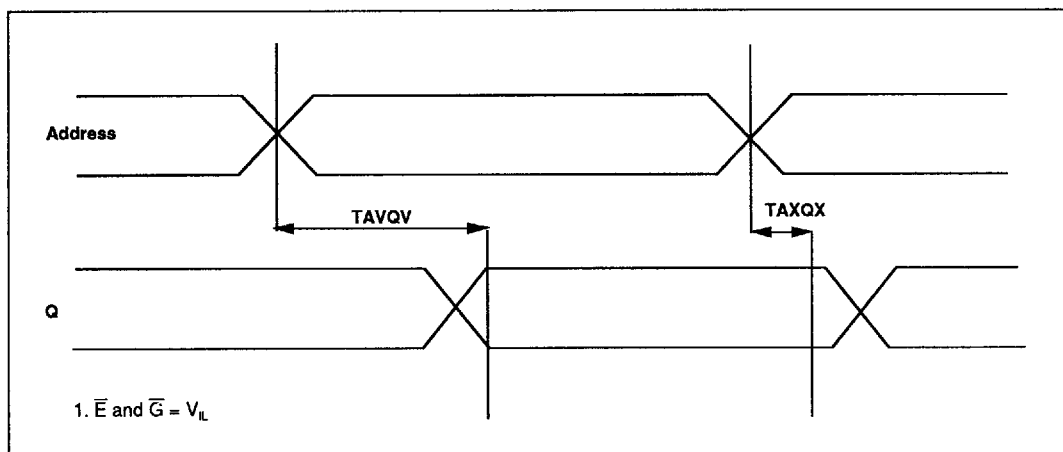 Address
TAVQV
TAXQX
Q
1. E̅ and G̅ = V_IL